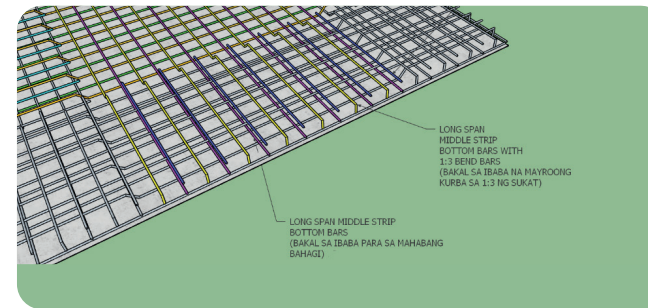 LONG SPAN
MIDDLE STRIP
BOTTOM BARS WITH
1:3 BEND BARS
(BAKAL SA IBABA NA MAYROONG
KURBA SA 1:3 NG SUKAT)
LONG SPAN MIDDLE STRIP
BOTTOM BARS
(BAKAL SA IBABA PARA SA MAHABANG
BAHAGI)